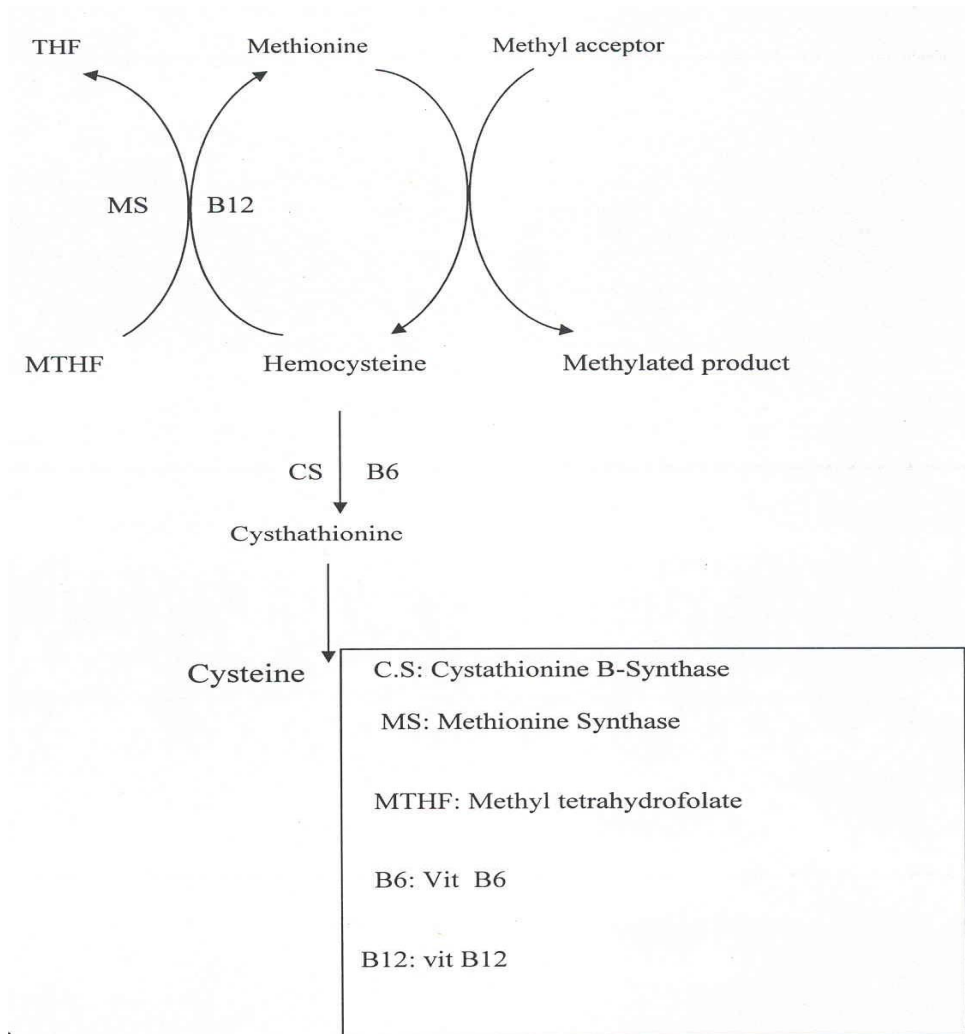 THF Methionine Methyl acceptor
MS B12
MTHF Hemocysteine Methylated product
CS B6
Cysthathioninc
Cysteine
C.S: Cystathionine B-Synthase
MS: Methionine Synthase
MTHF: Methyl tetrahydrofolate
B6: Vit B6
B12: vit B12